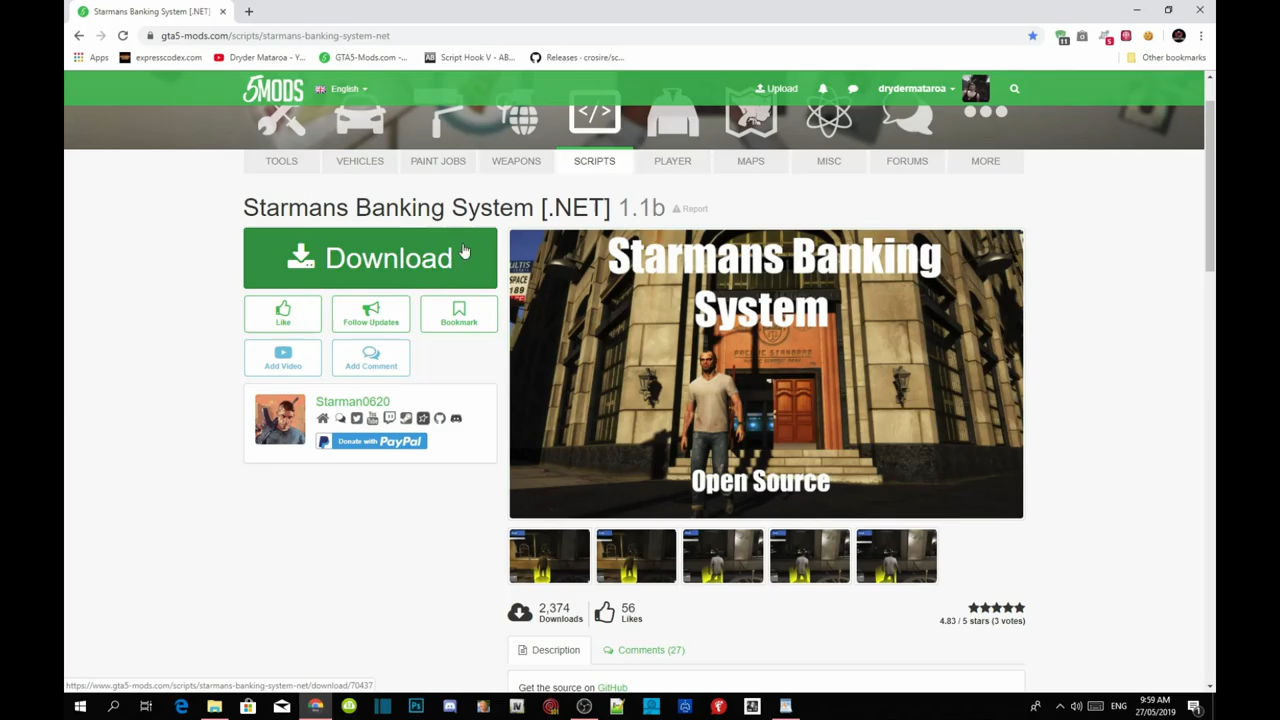 Starmans Banking System [.NET]
gta5-mods.com/scripts/starmans-banking-system-net
11
5
Apps
expresscodex.com
Dryder Mataroa - Y...
GTA5-Mods.com -...
Script Hook V - AB...
Releases · crosire/sc...
Other bookmarks
5MODS
English
Upload
drydermataroa
TOOLS
VEHICLES
PAINT JOBS
WEAPONS
SCRIPTS
PLAYER
MAPS
MISC
FORUMS
MORE
Starmans Banking System [.NET] 1.1b
Report
Download
Like
Follow Updates
Bookmark
Add Video
Add Comment
Starman0620
Donate with PayPal
Starmans Banking
System
SPACE
189
Open Source
2,374
Downloads
56
Likes
4.83 / 5 stars (3 votes)
Description
Comments (27)
Get the source on GitHub
https://www.gta5-mods.com/scripts/starmans-banking-system-net/download/70437
ENG
9:59 AM
27/05/2019